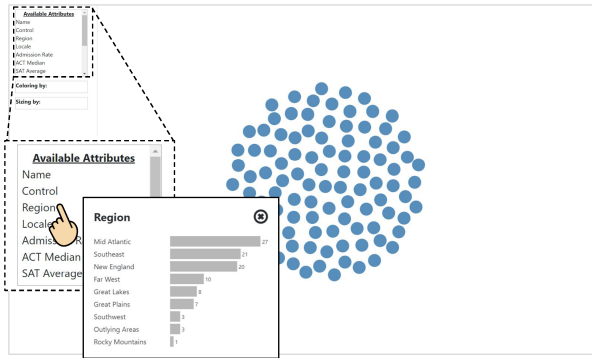 Available Attributes
Name
Control
Region
Locale
Admission Rate
ACT Median
SAT Average
Coloring by:
Sizing by:
Available Attributes
Name
Control
Region
Locale
Admiss
ACT Median
SAT Average
Region
Mid Atlantic 27
Southeast 21
New England 20
Far West 10
Great Lakes 8
Great Plains 7
Southwest 3
Outlying Areas 3
Rocky Mountains 1